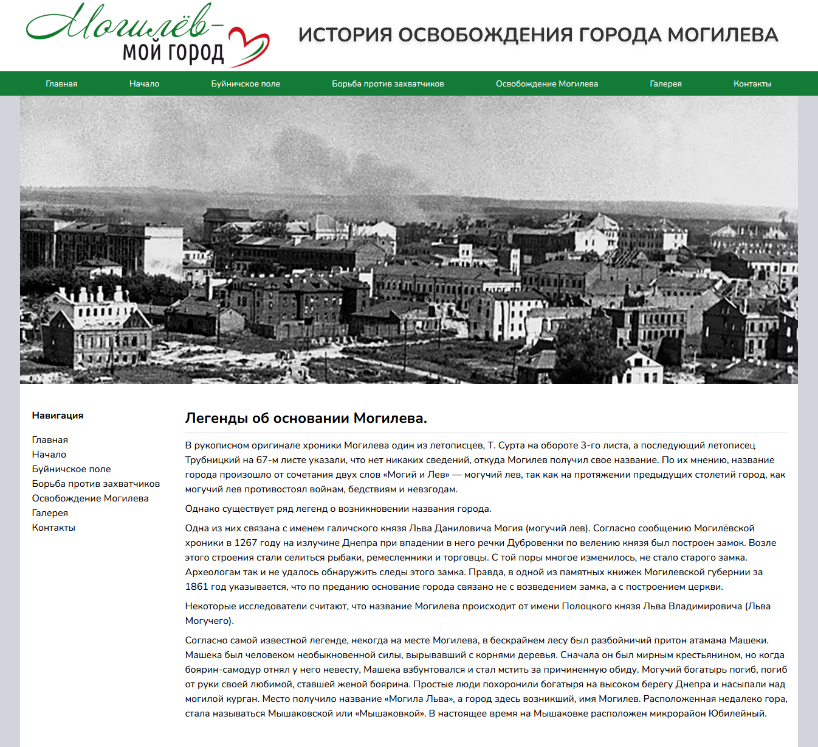 Могилёв-
мой город
ИСТОРИЯ ОСВОБОЖДЕНИЯ ГОРОДА МОГИЛЕВА
Главная Начало Буйничское поле Борьба против захватчиков Освобождение Могилева Галерея Контакты
Навигация
Главная
Начало
Буйничское поле
Борьба против захватчиков
Освобождение Могилева
Галерея
Контакты
Легенды об основании Могилева.
В рукописном оригинале хроники Могилева один из летописцев, Т. Сурта на обороте 3-го листа, а последующий летописец
Трубницкий на 67-м листе указали, что нет никаких сведений, откуда Могилев получил свое название. По их мнению, название
города произошло от сочетания двух слов «Могий и Лев» — могучий лев, так как на протяжении предыдущих столетий город, как
могучий лев противостоял войнам, бедствиям и невзгодам.
Однако существует ряд легенд о возникновении названия города.
Одна из них связана с именем галичского князя Льва Даниловича Могия (могучий лев). Согласно сообщению Могилёвской
хроники в 1267 году на излучине Днепра при впадении в него речки Дубровенки по велению князя был построен замок. Возле
этого строения стали селиться рыбаки, ремесленники и торговцы. С той поры многое изменилось, не стало старого замка.
Археологам так и не удалось обнаружить следы этого замка. Правда, в одной из памятных книжек Могилевской губернии за
1861 год указывается, что по преданию основание города связано не с возведением замка, а с построением церкви.
Некоторые исследователи считают, что название Могилева происходит от имени Полоцкого князя Льва Владимировича (Льва
Могучего).
Согласно самой известной легенде, некогда на месте Могилева, в бескрайнем лесу был разбойничий притон атамана Машеки.
Машека был человеком необыкновенной силы, вырывавший с корнями деревья. Сначала он был мирным крестьянином, но когда
боярин-самодур отнял у него невесту, Машека взбунтовался и стал мстить за причиненную обиду. Могучий богатырь погиб, погиб
от руки своей любимой, ставшей женой боярина. Простые люди похоронили богатыря на высоком берегу Днепра и насыпали над
могилой курган. Место получило название «Могила Льва», а город здесь возникший, имя Могилев. Расположенная недалеко гора,
стала называться Мышаковской или «Мышаковкой». В настоящее время на Мышаковке расположен микрорайон Юбилейный.